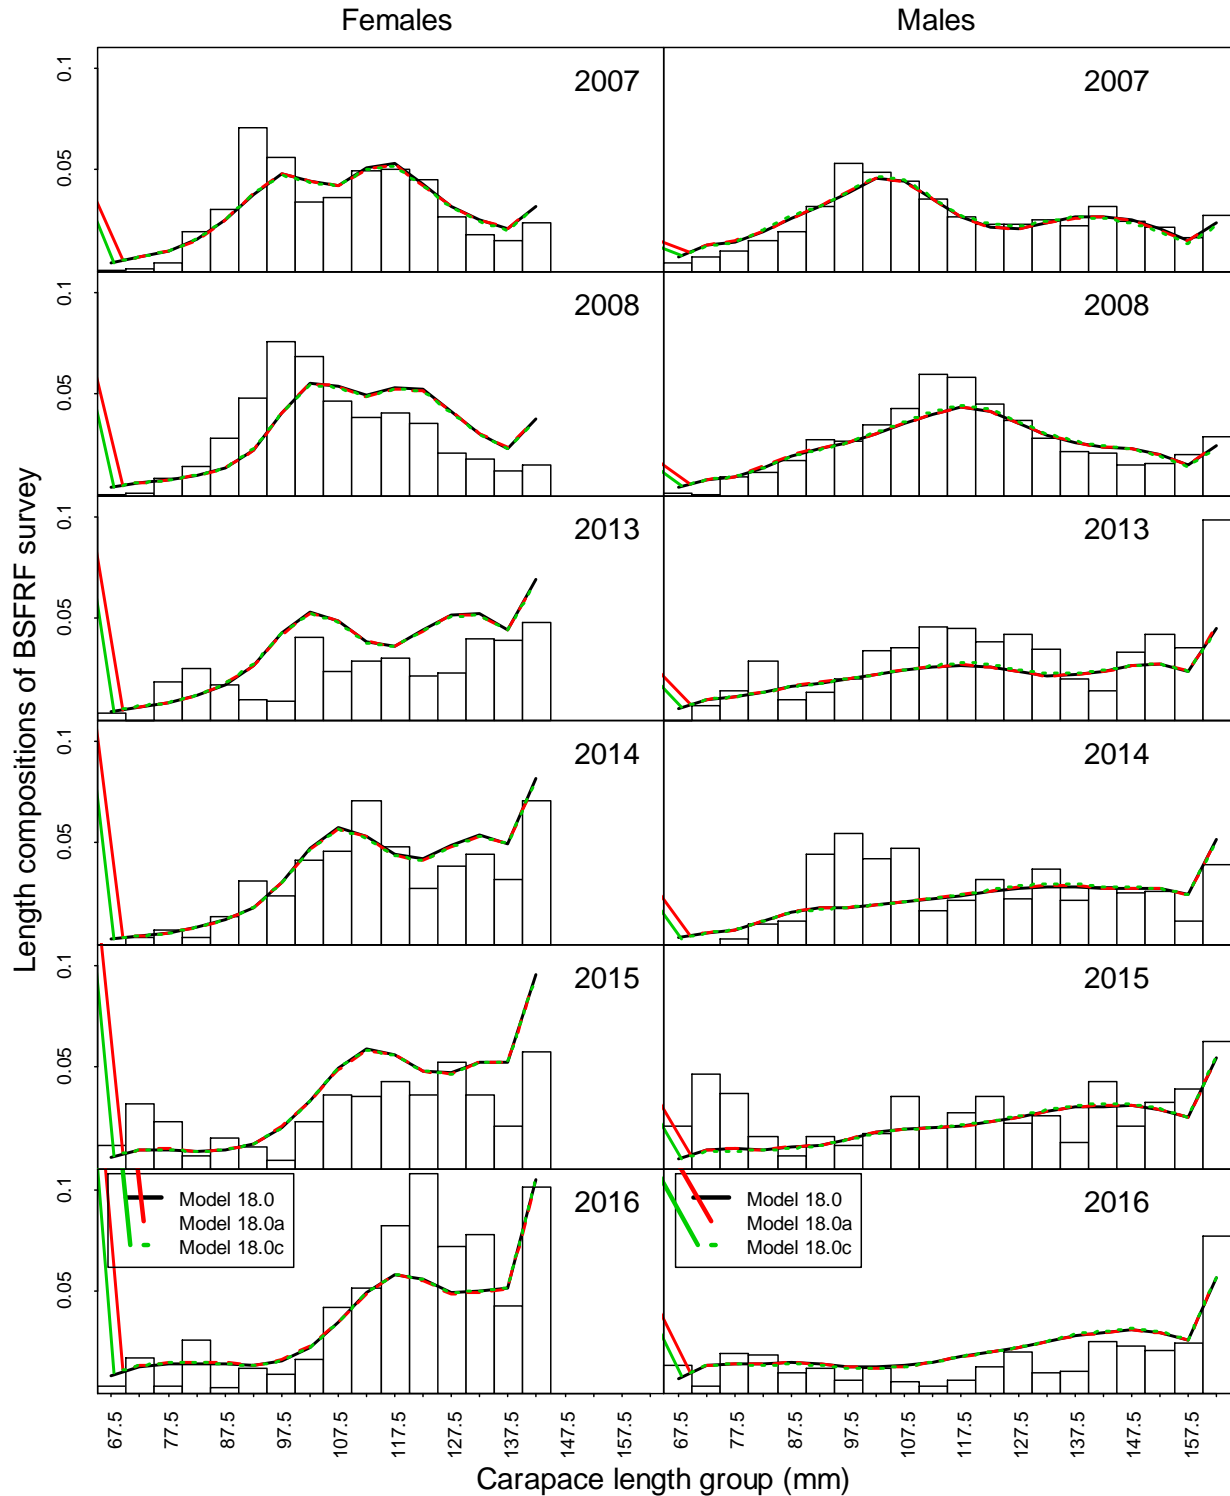 Females Males
0.1 2007 2007
0.05
0.1 2008 2008
0.05
0.1 2013 2013
0.05
0.1 2014 2014
0.05
0.1 2015 2015
0.05
0.1 2016 2016
0.05
Model 18.0 Model 18.0
Model 18.0a Model 18.0a
Model 18.0c Model 18.0c
Length compositions of BSFRF survey
67.5 77.5 87.5 97.5 107.5 117.5 127.5 137.5 147.5 157.5 67.5 77.5 87.5 97.5 107.5 117.5 127.5 137.5 147.5 157.5
Carapace length group (mm)